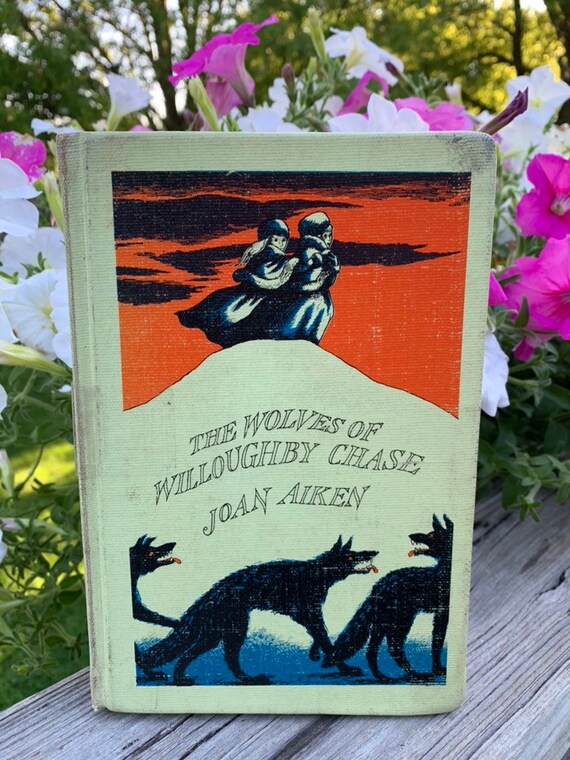 THE WOLVES OF
WILLOUGHBY CHASE
JOAN AIKEN